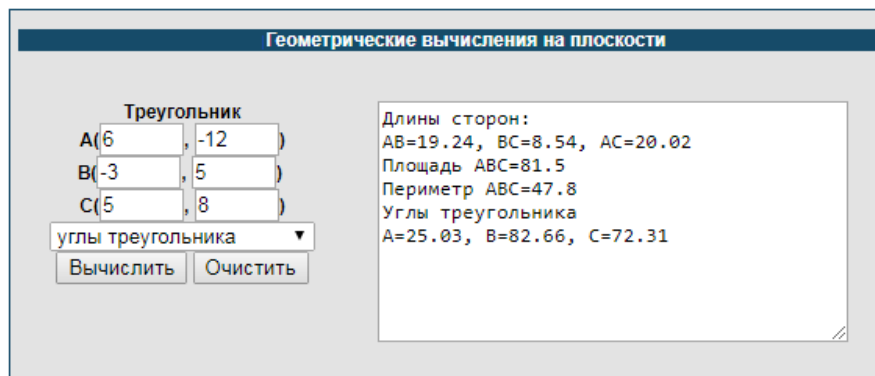 Геометрические вычисления на плоскости
Треугольник
A(6, -12)
B(-3, 5)
C(5, 8)
углы треугольника
Вычислить Очистить
Длины сторон:
AB=19.24, BC=8.54, AC=20.02
Площадь ABC=81.5
Периметр ABC=47.8
Углы треугольника
A=25.03, B=82.66, C=72.31